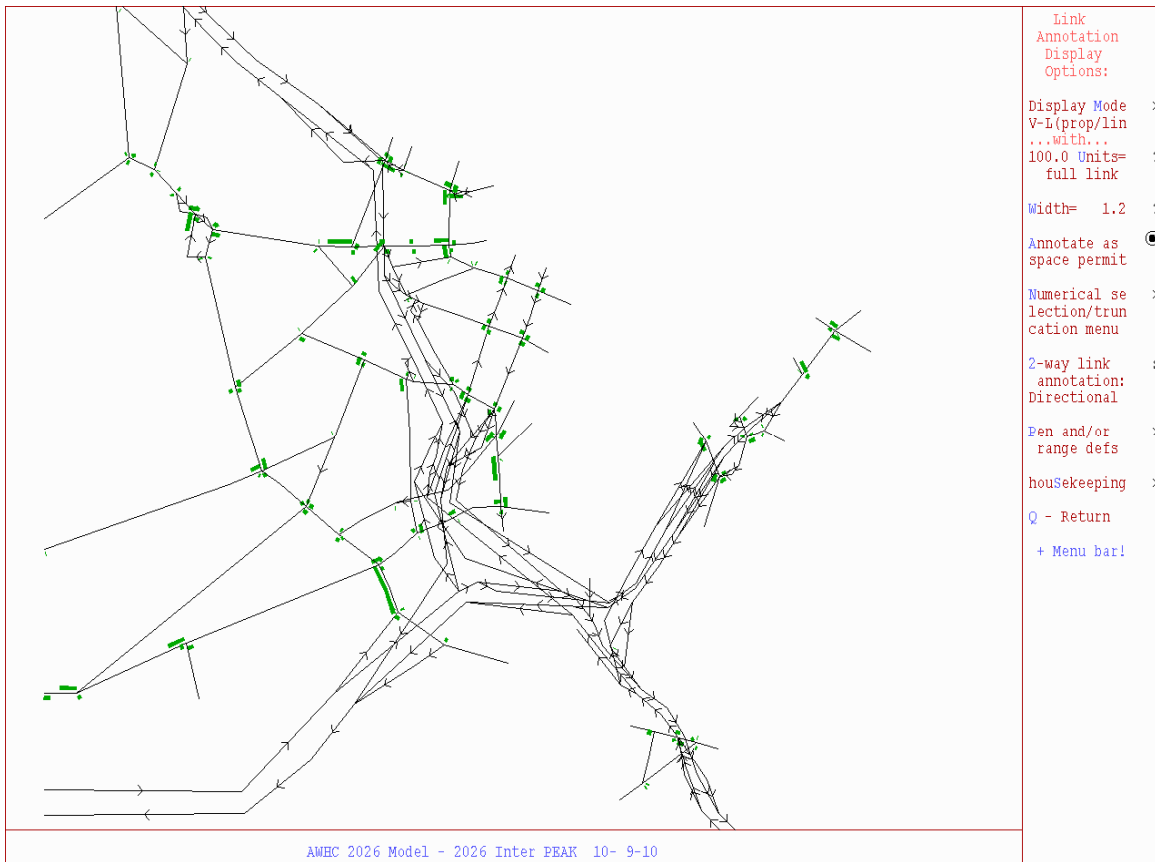 Link
Annotation
Display
Options:
Display Mode
V-L(prop/lin
...with...
100.0 Units=
full link
Width= 1.2
Annotate as
space permit
Numerical se
lection/trun
cation menu
2-way link
annotation:
Directional
Pen and/or
range defs
houSekeeping
Q - Return
+ Menu bar!
AWHC 2026 Model - 2026 Inter PEAK 10- 9-10